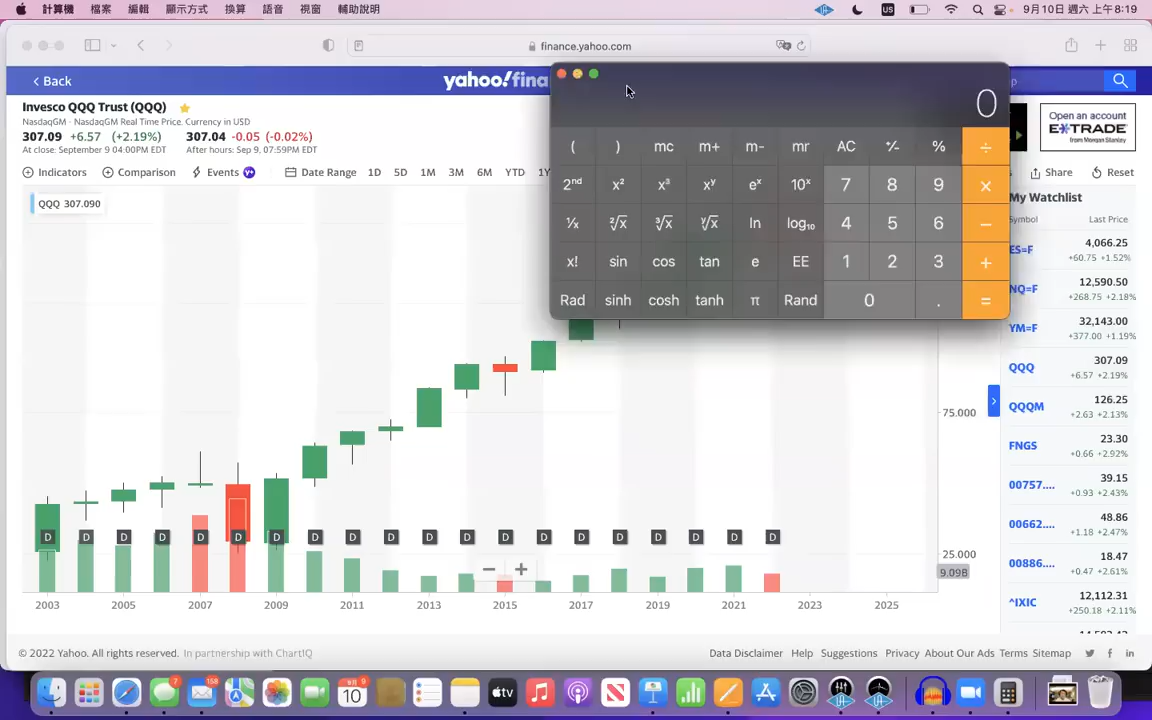 計算機 檔案 編輯 顯示方式 換算 語音 視窗 輔助說明 US 9月10日 週六 上午8:19
finance.yahoo.com
Back
yahoo!fina
Invesco QQQ Trust (QQQ)
NasdaqGM - NasdaqGM Real Time Price. Currency in USD
307.09 +6.57 (+2.19%) 307.04 -0.05 (-0.02%)
At close: September 9 04:00PM EDT After hours: Sep 9, 07:59PM EDT
Open an account
E*TRADE
from Morgan Stanley
Indicators Comparison Events Date Range 1D 5D 1M 3M 6M YTD 1Y Share Reset
QQQ 307.090
0
( ) mc m+ m- mr AC +/- % ÷
2nd x² x³ xʸ eˣ 10ˣ 7 8 9 ×
1/x ²√x ³√x ʸ√x ln log₁₀ 4 5 6 −
x! sin cos tan e EE 1 2 3 +
Rad sinh cosh tanh π Rand 0 . =
My Watchlist
Symbol Last Price
ES=F 4,066.25
+60.75 +1.52%
NQ=F 12,590.50
+268.75 +2.18%
YM=F 32,143.00
+377.00 +1.19%
QQQ 307.09
+6.57 +2.19%
QQQM 126.25
+2.63 +2.13%
FNGS 23.30
+0.66 +2.92%
00757.... 39.15
+0.93 +2.43%
00662.... 48.86
+1.18 +2.47%
00886.... 18.47
+0.47 +2.61%
^IXIC 12,112.31
+250.18 +2.11%
75.000
25.000
9.09B
D D D D D D D D D D D D D D D D D D D D
2003 2005 2007 2009 2011 2013 2015 2017 2019 2021 2023 2025
© 2022 Yahoo. All rights reserved. In partnership with ChartIQ
Data Disclaimer Help Suggestions Privacy About Our Ads Terms Sitemap
7 158 9月 10 9 tv